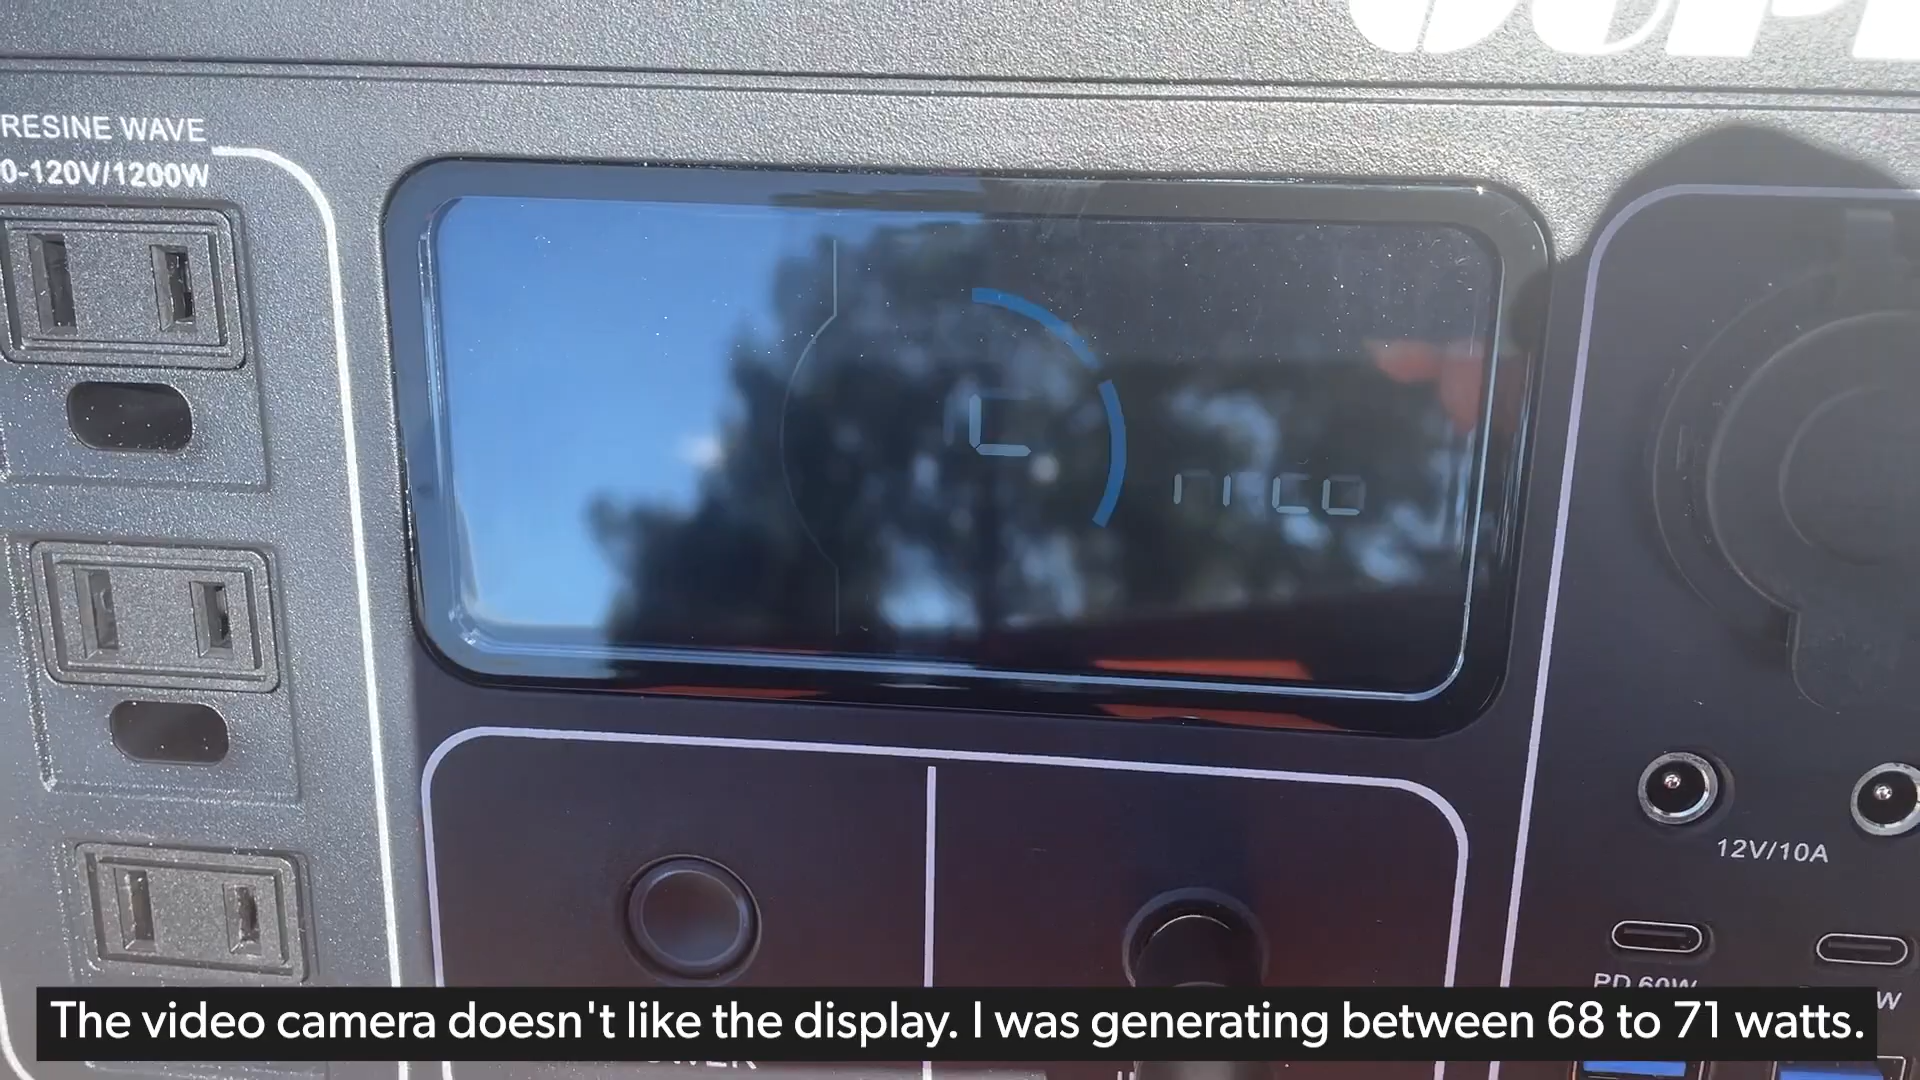 RESINE WAVE
0-120V/1200W
12V/10A
PD 60W
The video camera doesn't like the display. I was generating between 68 to 71 watts.